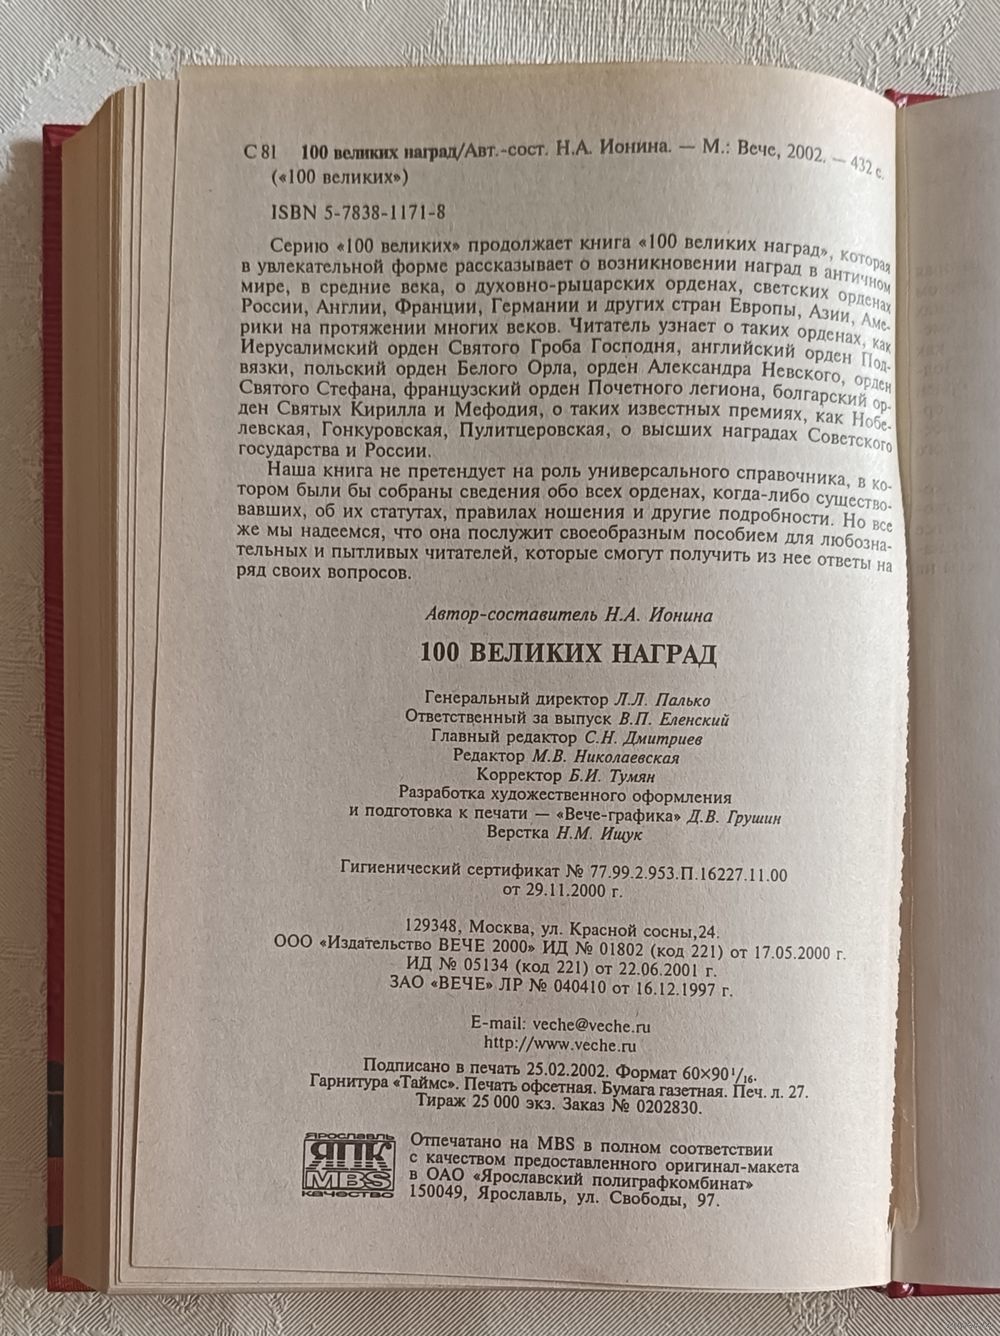 С 81 100 великих наград/Авт.-сост. Н.А. Ионина. — М.: Вече, 2002. — 432 с.
(«100 великих»)
ISBN 5-7838-1171-8
Серию «100 великих» продолжает книга «100 великих наград», которая
в увлекательной форме рассказывает о возникновении наград в античном
мире, в средние века, о духовно-рыцарских орденах, светских орденах
России, Англии, Франции, Германии и других стран Европы, Азии, Аме-
рики на протяжении многих веков. Читатель узнает о таких орденах, как
Иерусалимский орден Святого Гроба Господня, английский орден Под-
вязки, польский орден Белого Орла, орден Александра Невского, орден
Святого Стефана, французский орден Почетного легиона, болгарский ор-
ден Святых Кирилла и Мефодия, о таких известных премиях, как Нобе-
левская, Гонкуровская, Пулитцеровская, о высших наградах Советского
государства и России.
Наша книга не претендует на роль универсального справочника, в ко-
тором были бы собраны сведения обо всех орденах, когда-либо существо-
вавших, об их статутах, правилах ношения и другие подробности. Но все
же мы надеемся, что она послужит своеобразным пособием для любозна-
тельных и пытливых читателей, которые смогут получить из нее ответы на
ряд своих вопросов.
Автор-составитель Н.А. Ионина
100 ВЕЛИКИХ НАГРАД
Генеральный директор Л.Л. Палько
Ответственный за выпуск В.П. Еленский
Главный редактор С.Н. Дмитриев
Редактор М.В. Николаевская
Корректор Б.И. Тумян
Разработка художественного оформления
и подготовка к печати — «Вече-графика» Д.В. Грушин
Верстка Н.М. Ищук
Гигиенический сертификат № 77.99.2.953.П.16227.11.00
от 29.11.2000 г.
129348, Москва, ул. Красной сосны,24.
ООО «Издательство ВЕЧЕ 2000» ИД № 01802 (код 221) от 17.05.2000 г.
ИД № 05134 (код 221) от 22.06.2001 г.
ЗАО «ВЕЧЕ» ЛР № 040410 от 16.12.1997 г.
E-mail: veche@veche.ru
http://www.veche.ru
Подписано в печать 25.02.2002. Формат 60×90 1/16.
Гарнитура «Таймс». Печать офсетная. Бумага газетная. Печ. л. 27.
Тираж 25 000 экз. Заказ № 0202830.
ЯРОСЛАВЛЬ
ЯПК
MBS
качество
Отпечатано на MBS в полном соответствии
с качеством предоставленного оригинал-макета
в ОАО «Ярославский полиграфкомбинат»
150049, Ярославль, ул. Свободы, 97.